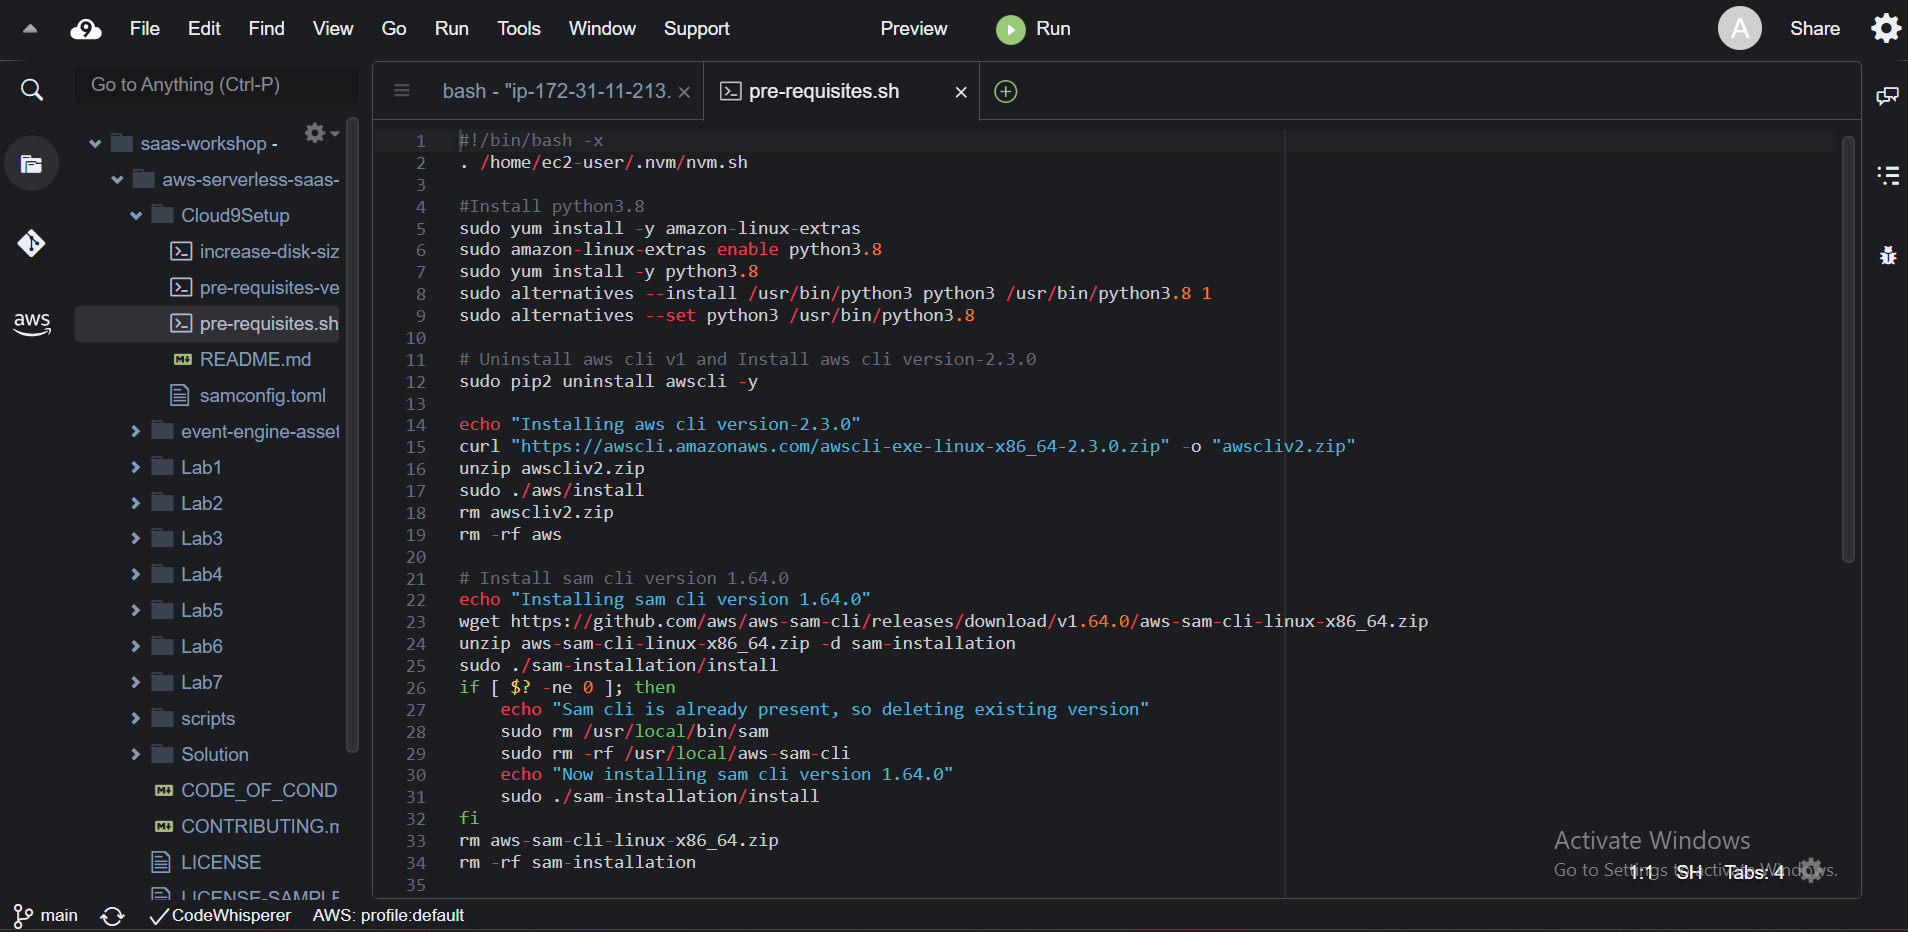 File Edit Find View Go Run Tools Window Support Preview Run A Share
Go to Anything (Ctrl-P)
saas-workshop -
aws-serverless-saas-
Cloud9Setup
increase-disk-siz
pre-requisites-ve
pre-requisites.sh
README.md
samconfig.toml
event-engine-asset
Lab1
Lab2
Lab3
Lab4
Lab5
Lab6
Lab7
scripts
Solution
CODE_OF_COND
CONTRIBUTING.m
LICENSE
LICENSE-SAMPLE
aws
bash - "ip-172-31-11-213.
pre-requisites.sh
1 #!/bin/bash -x
2 . /home/ec2-user/.nvm/nvm.sh
3
4 #Install python3.8
5 sudo yum install -y amazon-linux-extras
6 sudo amazon-linux-extras enable python3.8
7 sudo yum install -y python3.8
8 sudo alternatives --install /usr/bin/python3 python3 /usr/bin/python3.8 1
9 sudo alternatives --set python3 /usr/bin/python3.8
10
11 # Uninstall aws cli v1 and Install aws cli version-2.3.0
12 sudo pip2 uninstall awscli -y
13
14 echo "Installing aws cli version-2.3.0"
15 curl "https://awscli.amazonaws.com/awscli-exe-linux-x86_64-2.3.0.zip" -o "awscliv2.zip"
16 unzip awscliv2.zip
17 sudo ./aws/install
18 rm awscliv2.zip
19 rm -rf aws
20
21 # Install sam cli version 1.64.0
22 echo "Installing sam cli version 1.64.0"
23 wget https://github.com/aws/aws-sam-cli/releases/download/v1.64.0/aws-sam-cli-linux-x86_64.zip
24 unzip aws-sam-cli-linux-x86_64.zip -d sam-installation
25 sudo ./sam-installation/install
26 if [ $? -ne 0 ]; then
27 echo "Sam cli is already present, so deleting existing version"
28 sudo rm /usr/local/bin/sam
29 sudo rm -rf /usr/local/aws-sam-cli
30 echo "Now installing sam cli version 1.64.0"
31 sudo ./sam-installation/install
32 fi
33 rm aws-sam-cli-linux-x86_64.zip
34 rm -rf sam-installation
35
Activate Windows
Go to Settings to activate Windows.
1:1 SH Tabs: 4
main CodeWhisperer AWS: profile:default